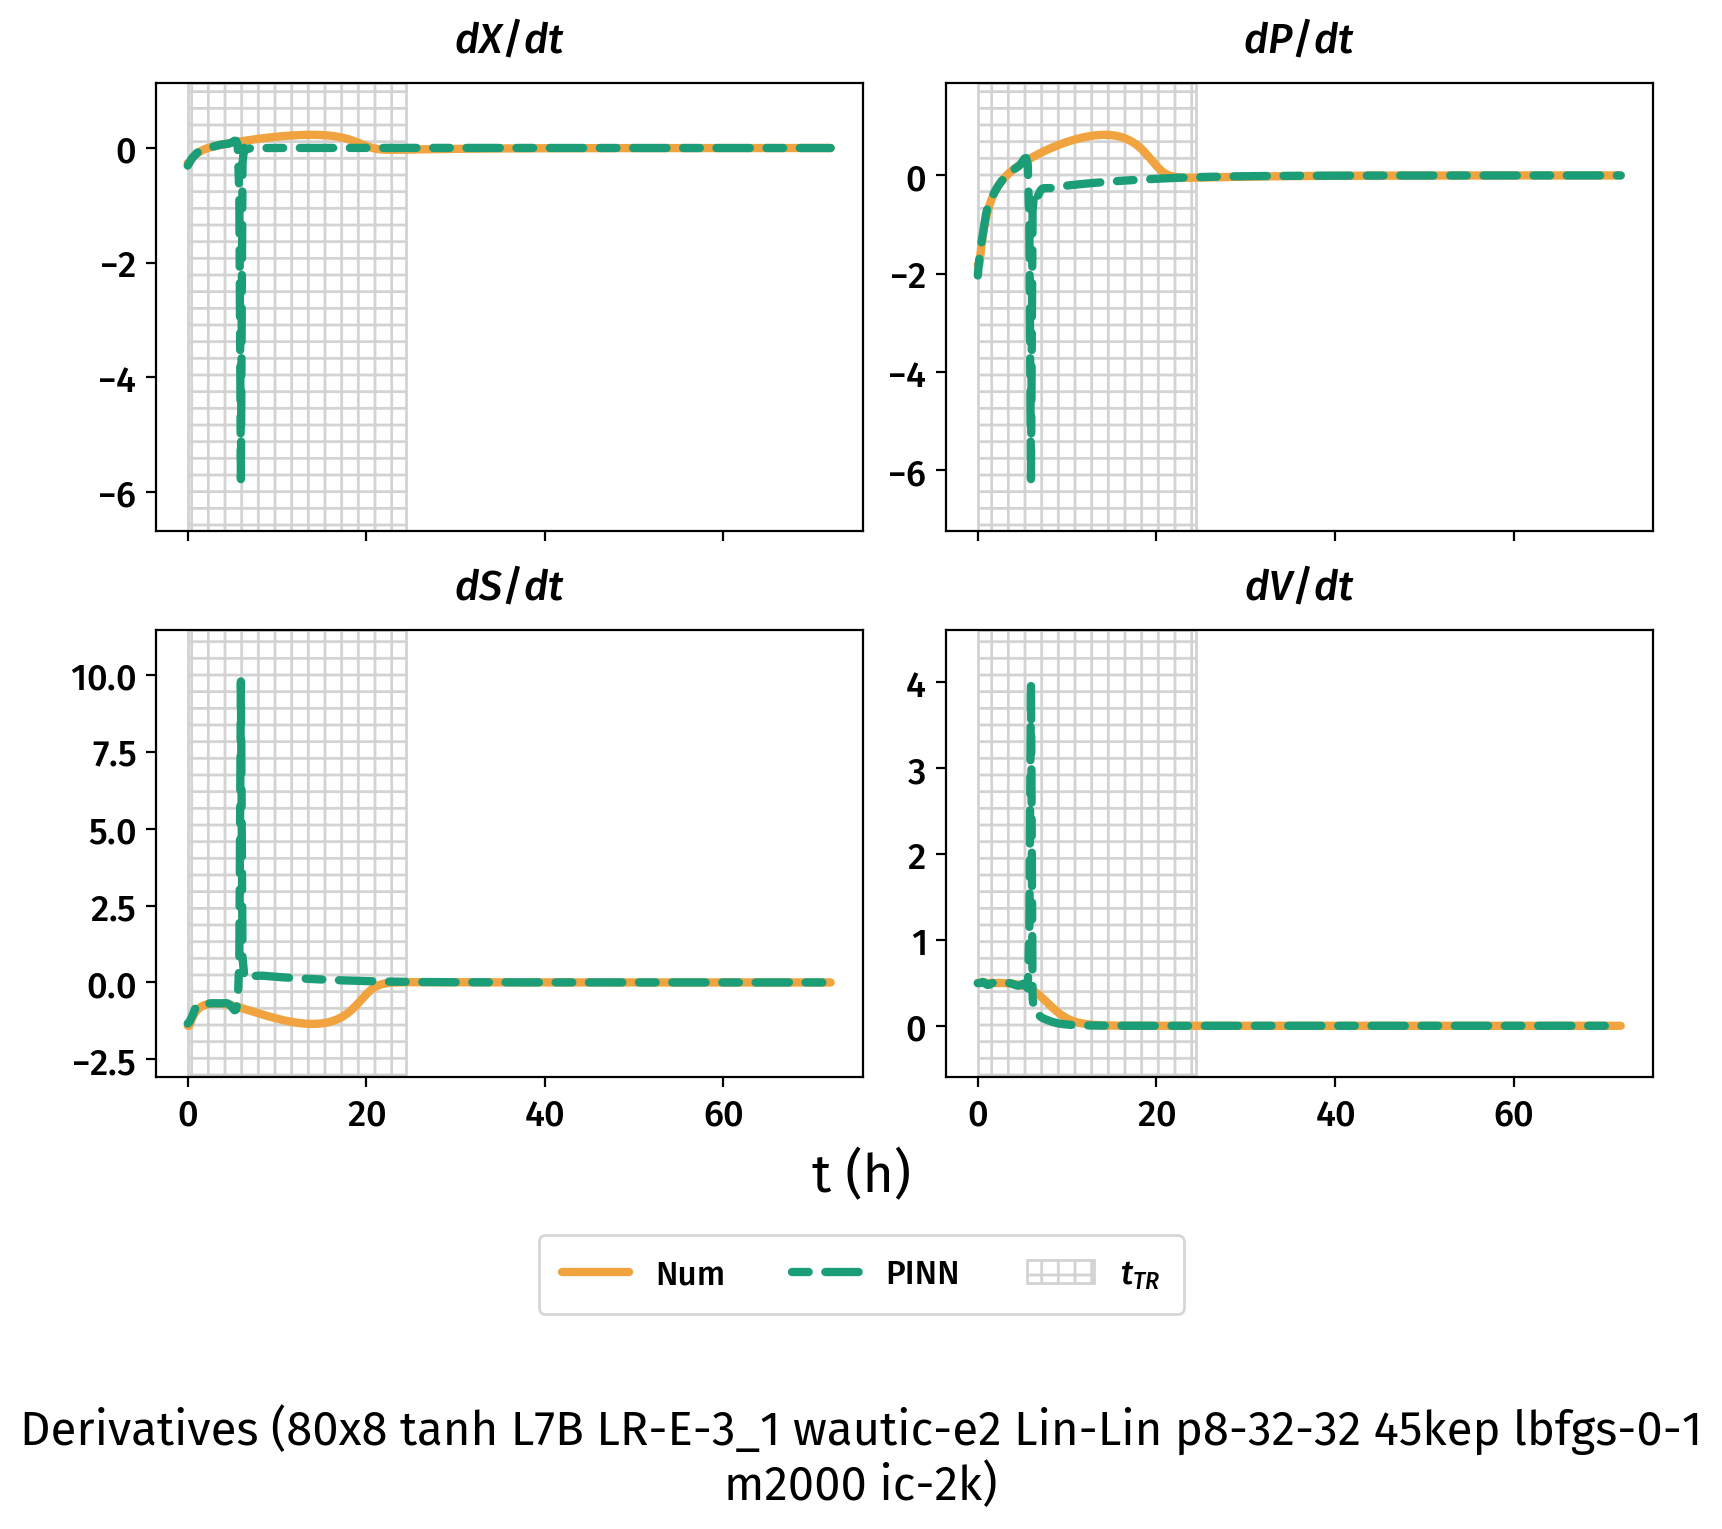 dX/dt
dP/dt
0
−2
−4
−6
0
−2
−4
−6
dS/dt
dV/dt
10.0
7.5
5.0
2.5
0.0
−2.5
4
3
2
1
0
0 20 40 60
0 20 40 60
t (h)
Num PINN tTR
Derivatives (80x8 tanh L7B LR-E-3_1 wautic-e2 Lin-Lin p8-32-32 45kep lbfgs-0-1
m2000 ic-2k)